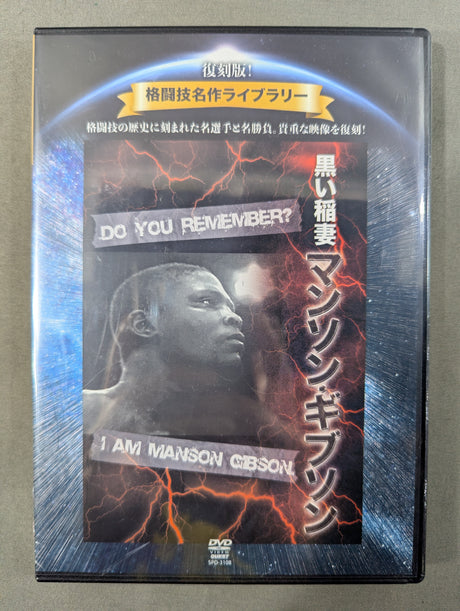 復刻版!
格闘技名作ライブラリー
格闘技の歴史に刻まれた名選手と名勝負。貴重な映像を復刻!
黒い稲妻
マンソン・ギブソン
DO YOU REMEMBER?
I AM MANSON GIBSON.
DVD
VIDEO
QUEST
SPD-3108